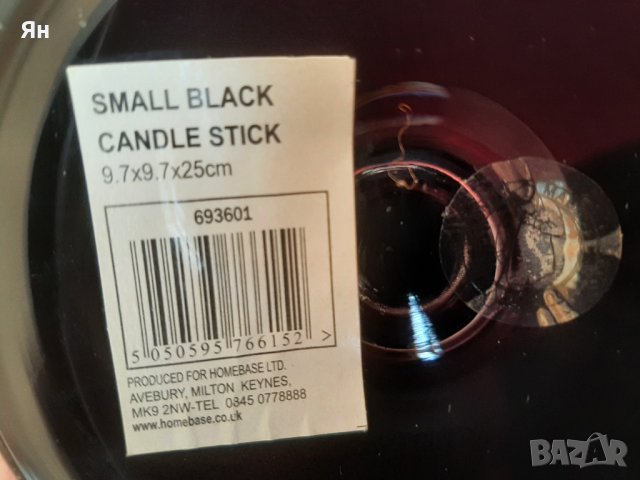 Ян
SMALL BLACK
CANDLE STICK
9.7x9.7x25cm
693601
5 050595 766152 >
PRODUCED FOR HOMEBASE LTD.
AVEBURY, MILTON KEYNES,
MK9 2NW-TEL 0845 0778888
www.homebase.co.uk
BAZAR